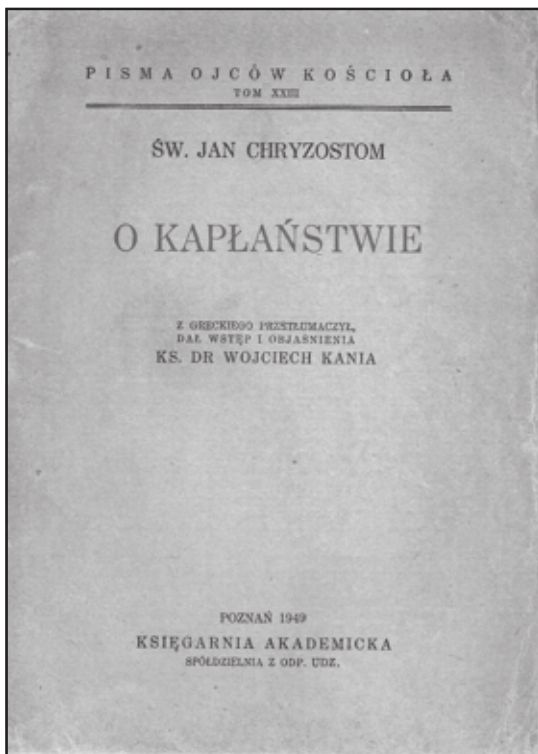 PISMA OJCÓW KOŚCIOŁA
TOM XXIII
ŚW. JAN CHRYZOSTOM
O KAPŁAŃSTWIE
Z GRECKIEGO PRZETŁUMACZYŁ,
DAŁ WSTĘP I OBJAŚNIENIA
KS. DR WOJCIECH KANIA
POZNAŃ 1949
KSIĘGARNIA AKADEMICKA
SPÓŁDZIELNIA Z ODP. UDZ.